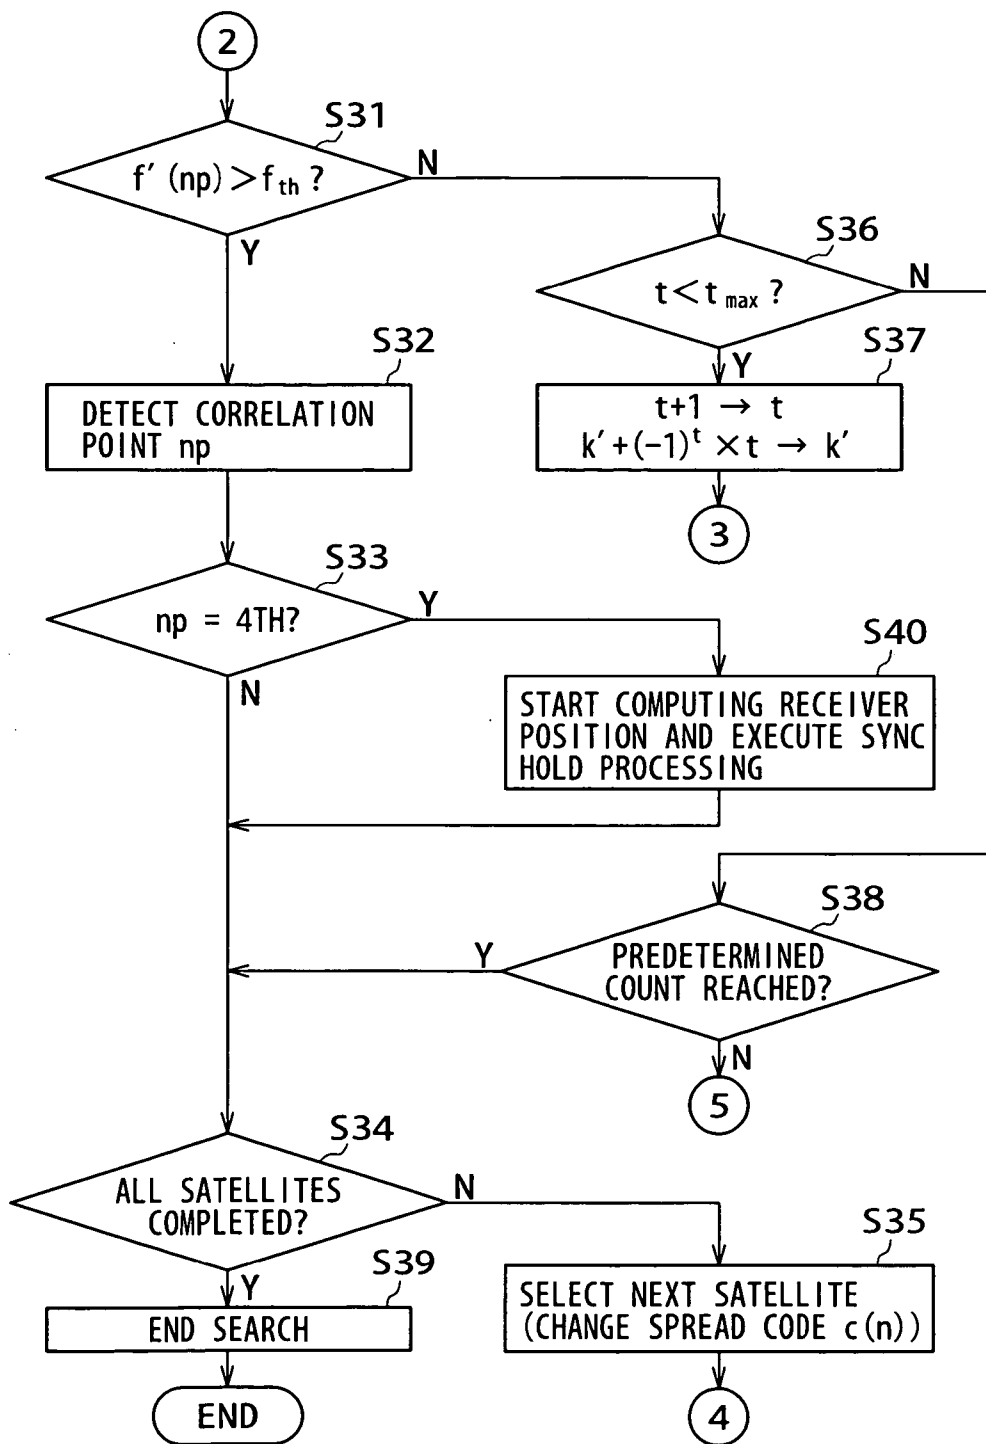 2
S31
f′(np)>f_th?
N
Y
S36
t<t_max?
N
Y
S32
DETECT CORRELATION
POINT np
S37
t+1 → t
k′+(-1)^t ×t → k′
3
S33
np = 4TH?
Y
N
S40
START COMPUTING RECEIVER
POSITION AND EXECUTE SYNC
HOLD PROCESSING
S38
PREDETERMINED
COUNT REACHED?
Y
N
5
S34
ALL SATELLITES
COMPLETED?
N
Y
S39
END SEARCH
S35
SELECT NEXT SATELLITE
(CHANGE SPREAD CODE c(n))
END
4